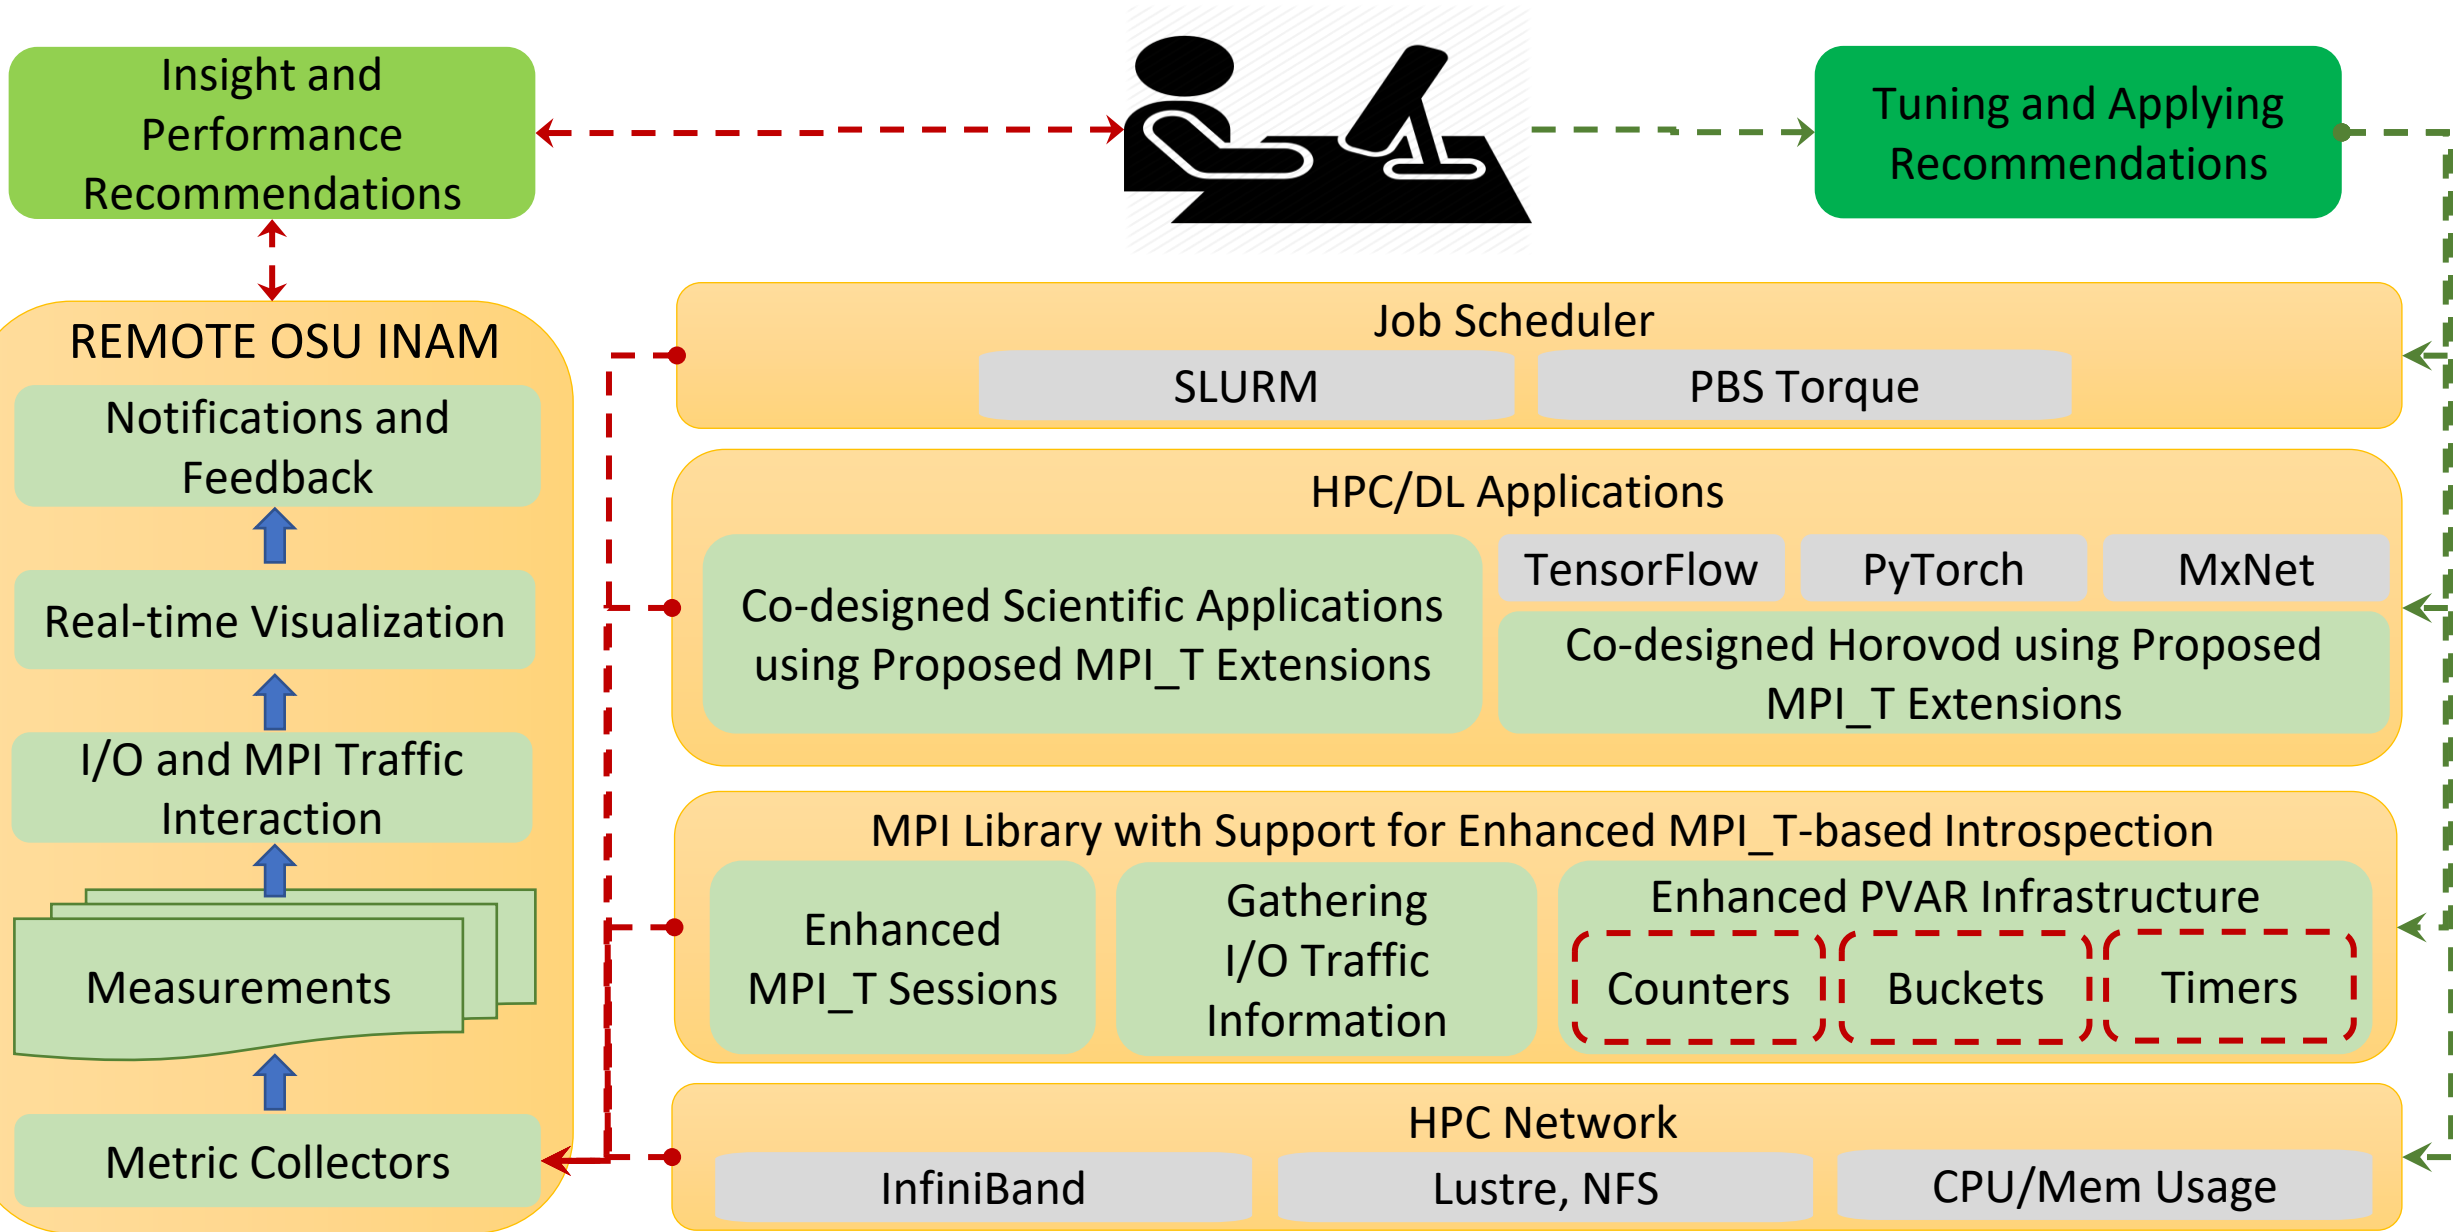 Insight and
Performance
Recommendations
Tuning and Applying
Recommendations
REMOTE OSU INAM
Notifications and
Feedback
Real-time Visualization
I/O and MPI Traffic
Interaction
Measurements
Metric Collectors
Job Scheduler
SLURM
PBS Torque
HPC/DL Applications
Co-designed Scientific Applications
using Proposed MPI_T Extensions
TensorFlow
PyTorch
MxNet
Co-designed Horovod using Proposed
MPI_T Extensions
MPI Library with Support for Enhanced MPI_T-based Introspection
Enhanced
MPI_T Sessions
Gathering
I/O Traffic
Information
Enhanced PVAR Infrastructure
Counters
Buckets
Timers
HPC Network
InfiniBand
Lustre, NFS
CPU/Mem Usage